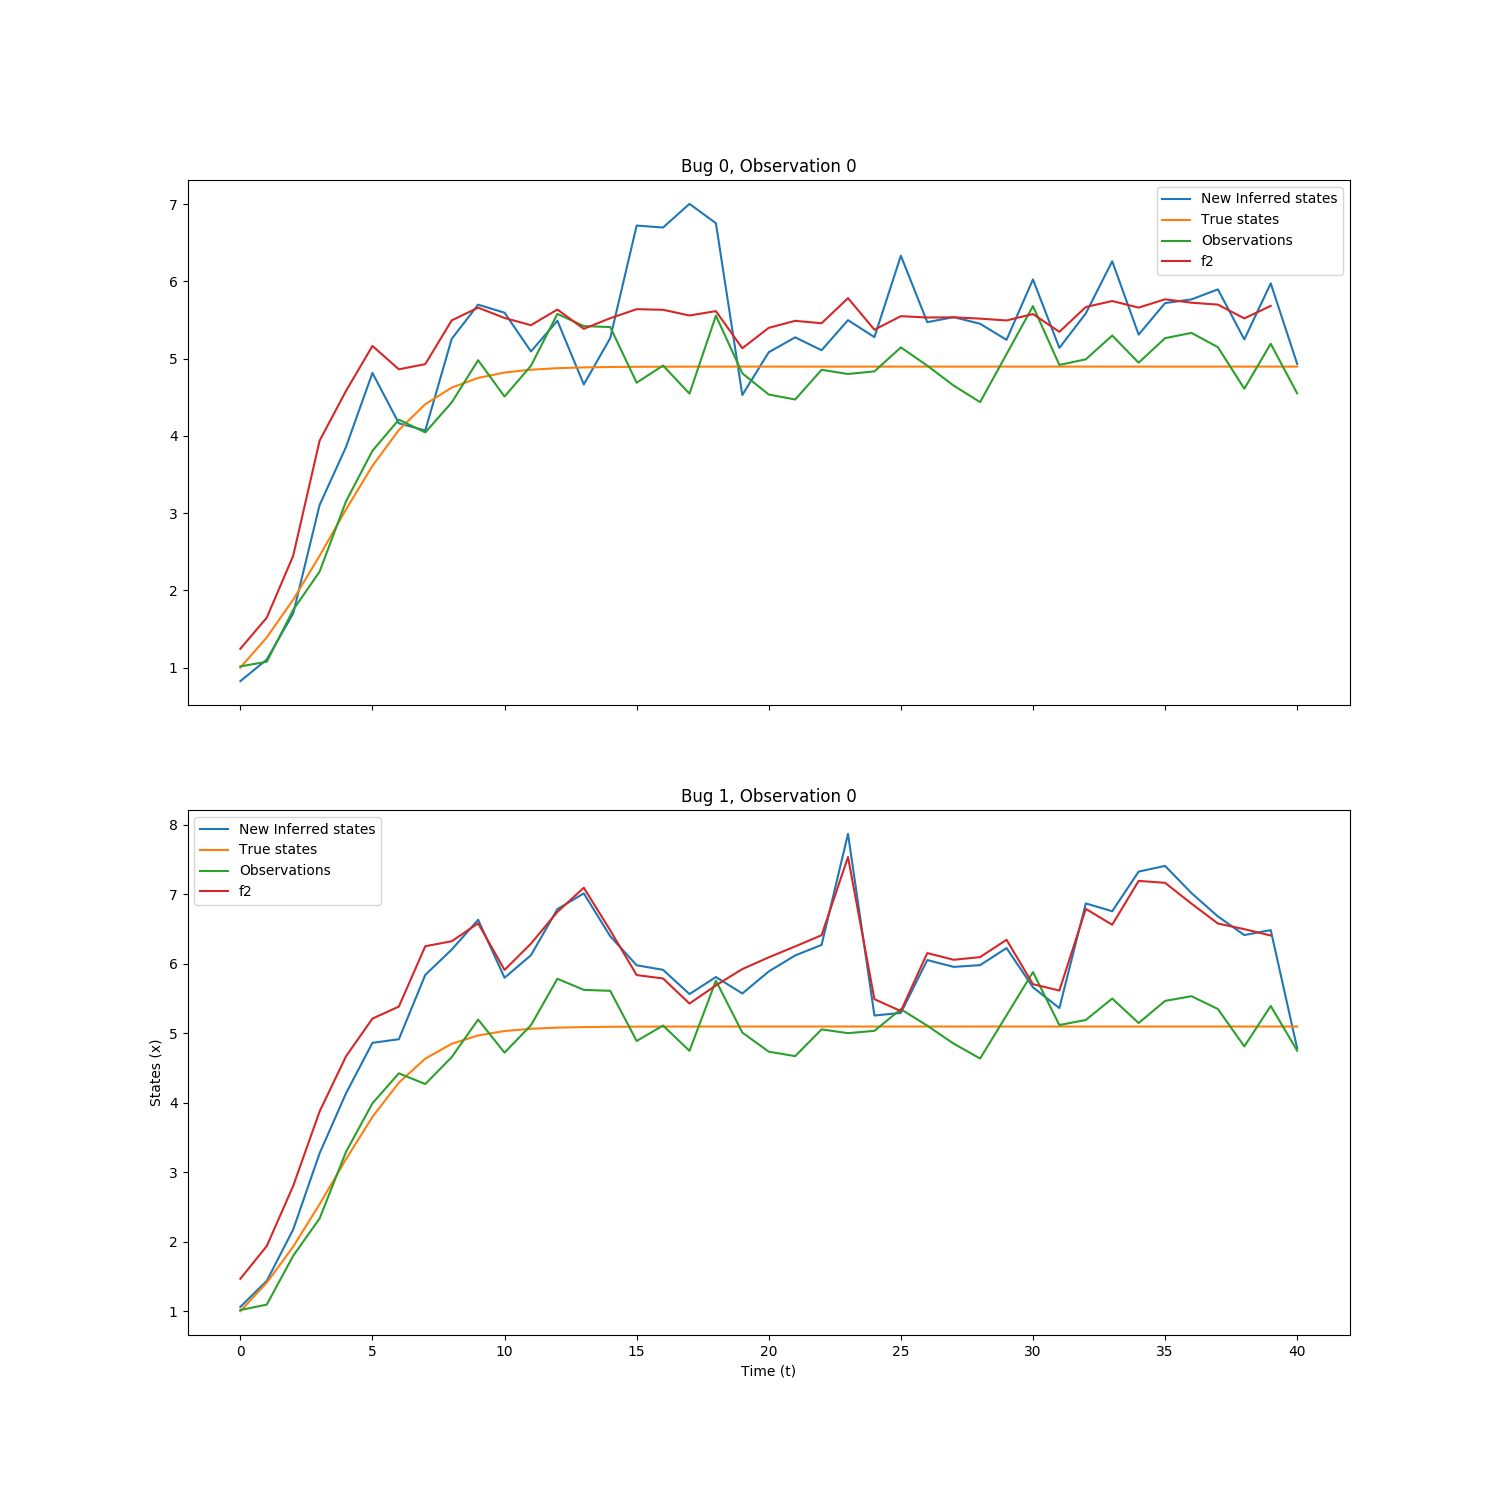 Bug 0, Observation 0
7
6
5
4
3
2
1
New Inferred states
True states
Observations
f2
Bug 1, Observation 0
States (x)
8
7
6
5
4
3
2
1
New Inferred states
True states
Observations
f2
0 5 10 15 20 25 30 35 40
Time (t)